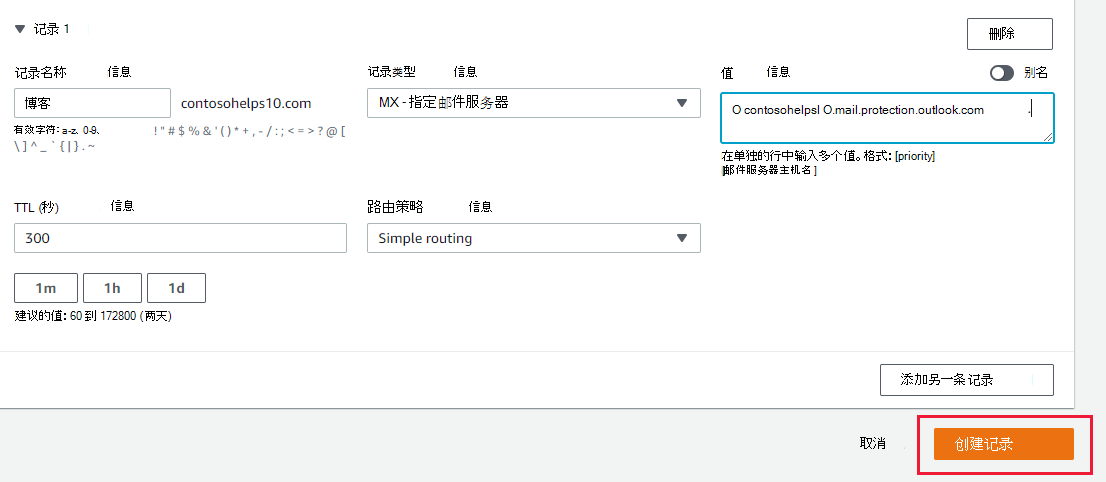 记录 1
删除
记录名称 信息
记录类型 信息
值 信息 别名
博客 contosohelps10.com
MX - 指定邮件服务器
O contosohelpsl O.mail.protection.outlook.com .
有效字符: a-z、0-9、 ! " # $ % & ' ( ) * + , - / : ; < = > ? @ [
\ ] ^ _ ` { | } . ~
在单独的行中输入多个值。格式: [priority]
[邮件服务器主机名]
TTL (秒) 信息
路由策略 信息
300
Simple routing
1m 1h 1d
建议的值: 60 到 172800 (两天)
添加另一条记录
取消
创建记录